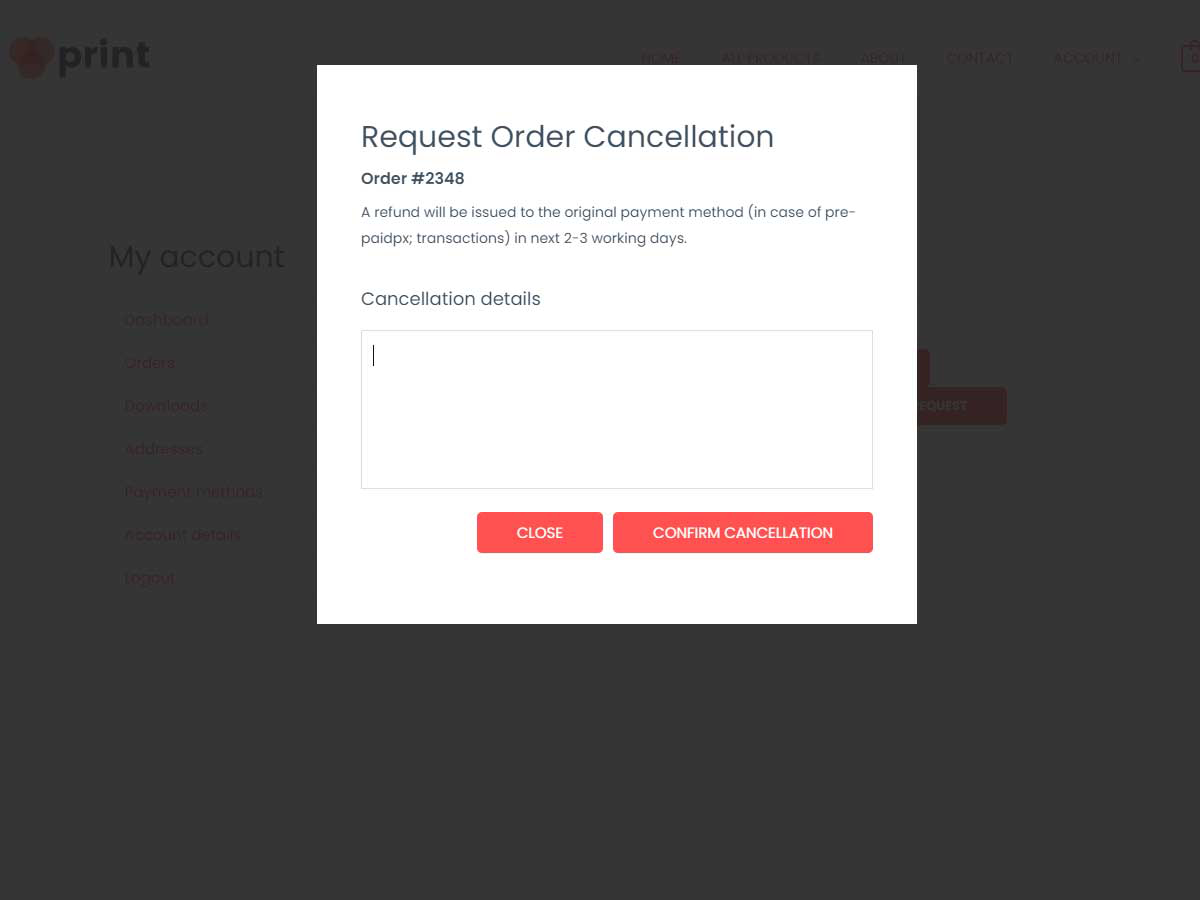 print
HOME ALL PRODUCTS ABOUT CONTACT ACCOUNT
Request Order Cancellation
Order #2348
A refund will be issued to the original payment method (in case of pre-
paidpx; transactions) in next 2-3 working days.
Cancellation details
CLOSE CONFIRM CANCELLATION
My account
Dashboard
Orders
Downloads
Addresses
Payment methods
Account details
Logout